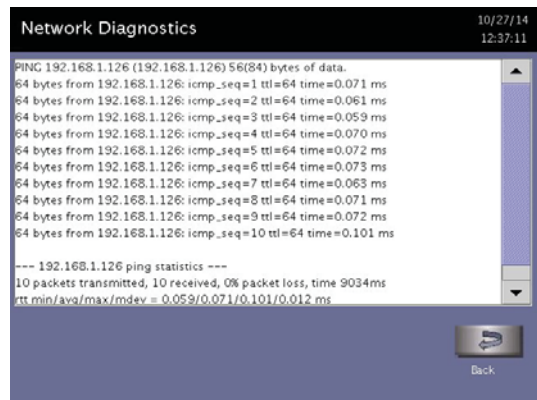 Network Diagnostics
10/27/14
12:37:11
PING 192.168.1.126 (192.168.1.126) 56(84) bytes of data.
64 bytes from 192.168.1.126: icmp_seq=1 ttl=64 time=0.071 ms
64 bytes from 192.168.1.126: icmp_seq=2 ttl=64 time=0.061 ms
64 bytes from 192.168.1.126: icmp_seq=3 ttl=64 time=0.059 ms
64 bytes from 192.168.1.126: icmp_seq=4 ttl=64 time=0.070 ms
64 bytes from 192.168.1.126: icmp_seq=5 ttl=64 time=0.072 ms
64 bytes from 192.168.1.126: icmp_seq=6 ttl=64 time=0.073 ms
64 bytes from 192.168.1.126: icmp_seq=7 ttl=64 time=0.063 ms
64 bytes from 192.168.1.126: icmp_seq=8 ttl=64 time=0.071 ms
64 bytes from 192.168.1.126: icmp_seq=9 ttl=64 time=0.072 ms
64 bytes from 192.168.1.126: icmp_seq=10 ttl=64 time=0.101 ms
--- 192.168.1.126 ping statistics ---
10 packets transmitted, 10 received, 0% packet loss, time 9034ms
rtt min/avg/max/mdev = 0.059/0.071/0.101/0.012 ms
Back